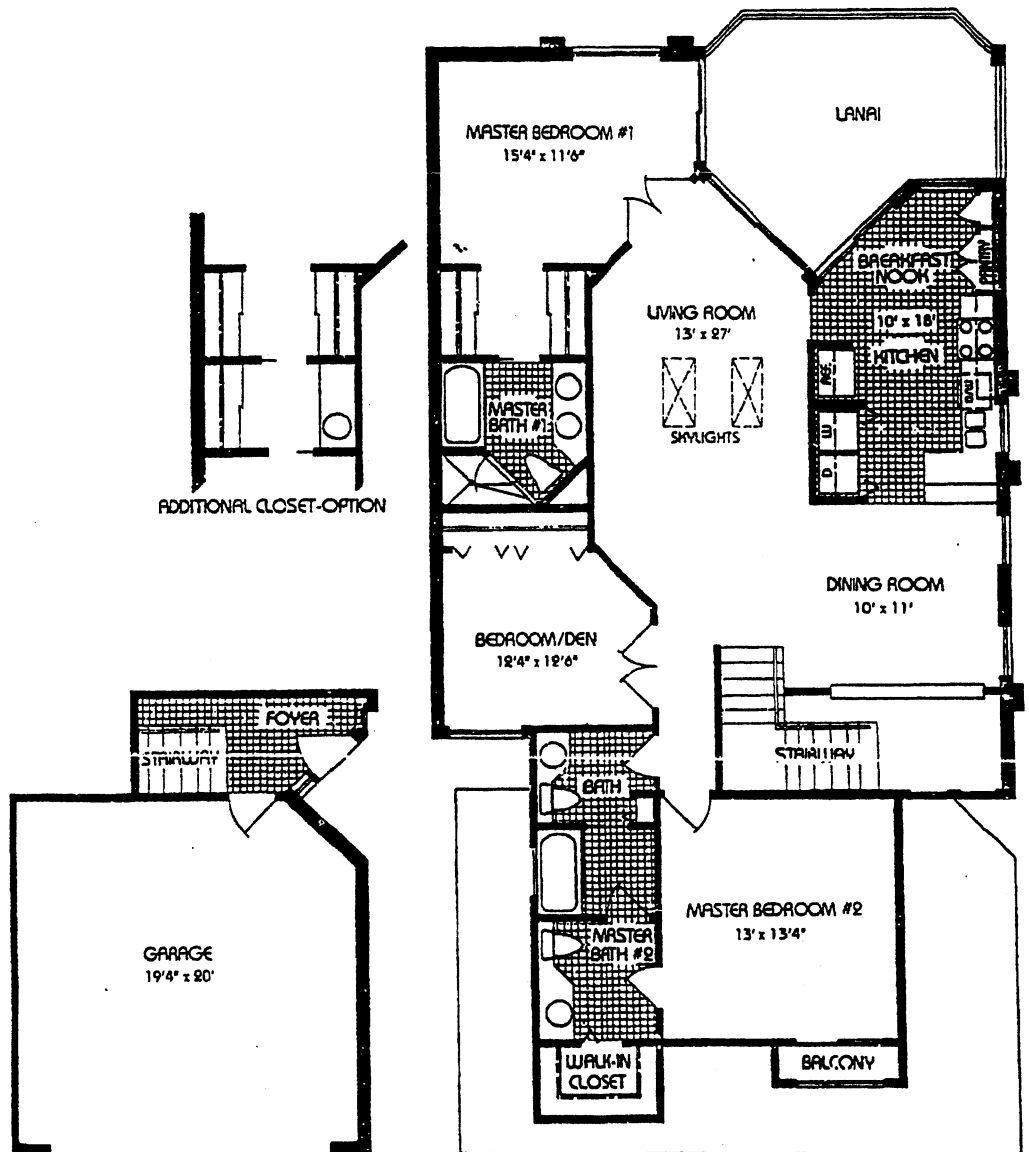 MASTER BEDROOM #1
15'4" x 11'6"
LANAI
BREAKFAST
NOOK
PANTRY
10' x 18'
KITCHEN
LIVING ROOM
13' x 27'
SKYLIGHTS
REF
D/W
W
D
MASTER
BATH #1
ADDITIONAL CLOSET-OPTION
DINING ROOM
10' x 11'
BEDROOM/DEN
12'4" x 12'6"
FOYER
STAIRWAY
STAIRWAY
BATH
MASTER BEDROOM #2
13' x 13'4"
MASTER
BATH #2
GARAGE
19'4" x 20'
WALK-IN
CLOSET
BALCONY